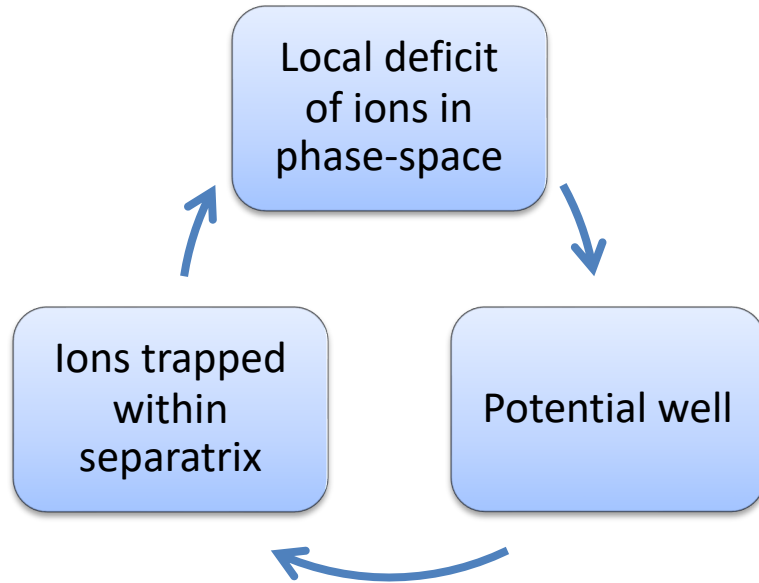 Local deficit
of ions in
phase-space
Ions trapped
within
separatrix
Potential well